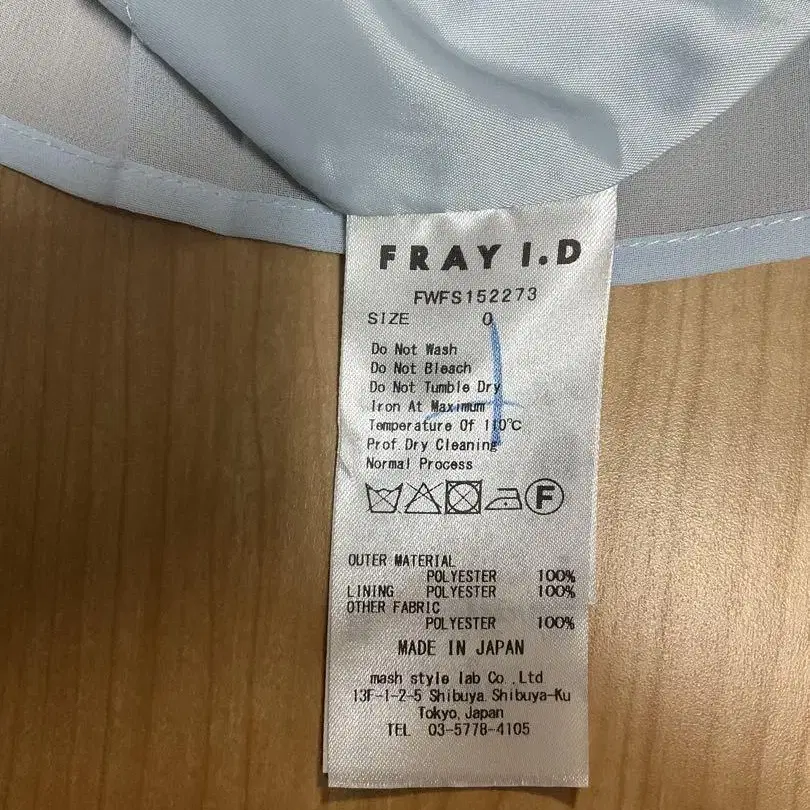 FRAY I.D
FWFS152273
SIZE 0
Do Not Wash
Do Not Bleach
Do Not Tumble Dry
Iron At Maximum
Temperature Of 110℃
Prof.Dry Cleaning
Normal Process
F
OUTER MATERIAL
POLYESTER 100%
LINING POLYESTER 100%
OTHER FABRIC
POLYESTER 100%
MADE IN JAPAN
mash style lab Co.,Ltd
13F-1-2-5 Shibuya.Shibuya-Ku
Tokyo,Japan
TEL 03-5778-4105